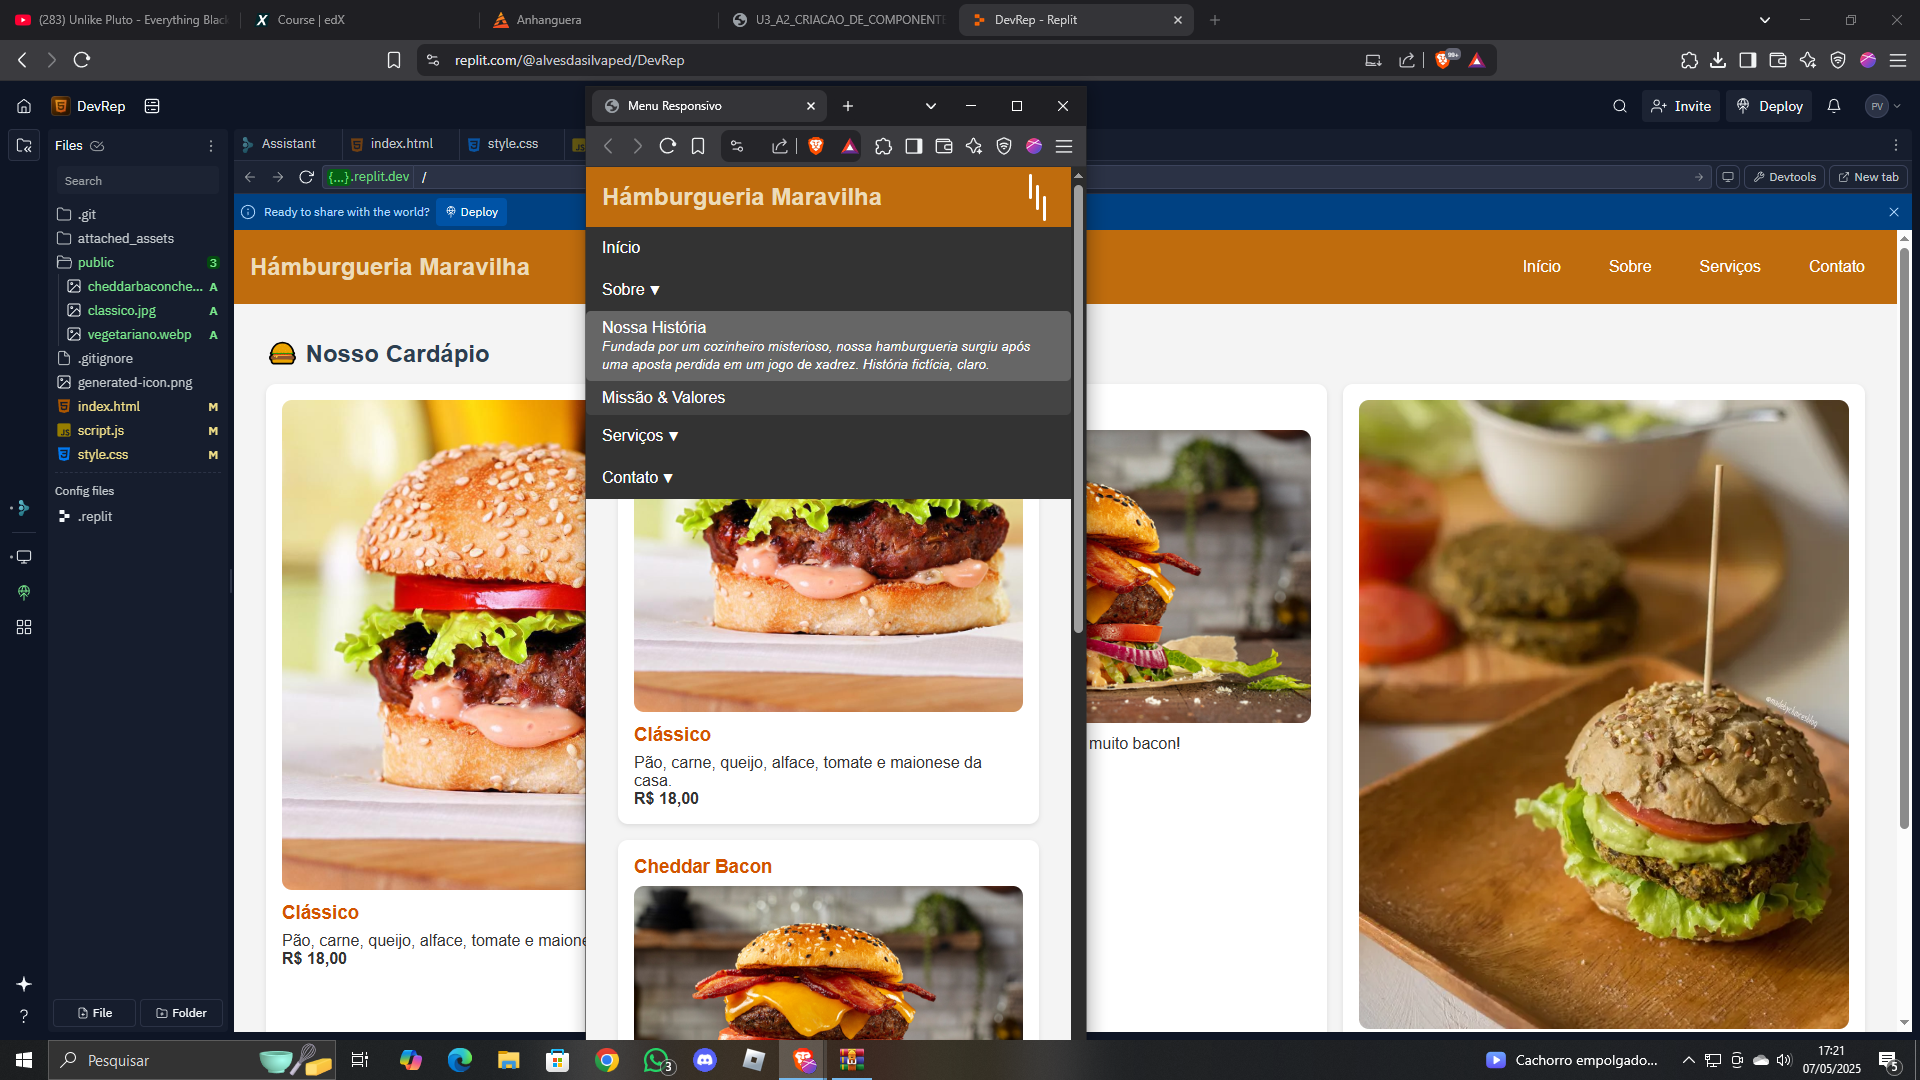 (283) Unlike Pluto - Everything Black
Course | edX
Anhanguera
U3_A2_CRIACAO_DE_COMPONENTE
DevRep - Replit
replit.com/@alvesdasilvaped/DevRep
99+
DevRep
Invite
Deploy
PV
Files
Search
.git
attached_assets
public
3
cheddarbaconche...
A
classico.jpg
A
vegetariano.webp
A
.gitignore
generated-icon.png
index.html
M
script.js
M
style.css
M
Config files
.replit
File
Folder
Assistant
index.html
style.css
{...}.replit.dev
/
Devtools
New tab
Ready to share with the world?
Deploy
Hámburgueria Maravilha
Início
Sobre
Serviços
Contato
Nosso Cardápio
Clássico
Pão, carne, queijo, alface, tomate e maione
R$ 18,00
muito bacon!
Menu Responsivo
Hámburgueria Maravilha
Início
Sobre ▼
Nossa História
Fundada por um cozinheiro misterioso, nossa hamburgueria surgiu após
uma aposta perdida em um jogo de xadrez. História fictícia, claro.
Missão & Valores
Serviços ▼
Contato ▼
Clássico
Pão, carne, queijo, alface, tomate e maionese da
casa.
R$ 18,00
Cheddar Bacon
Pesquisar
3
Cachorro empolgado...
17:21
07/05/2025
5